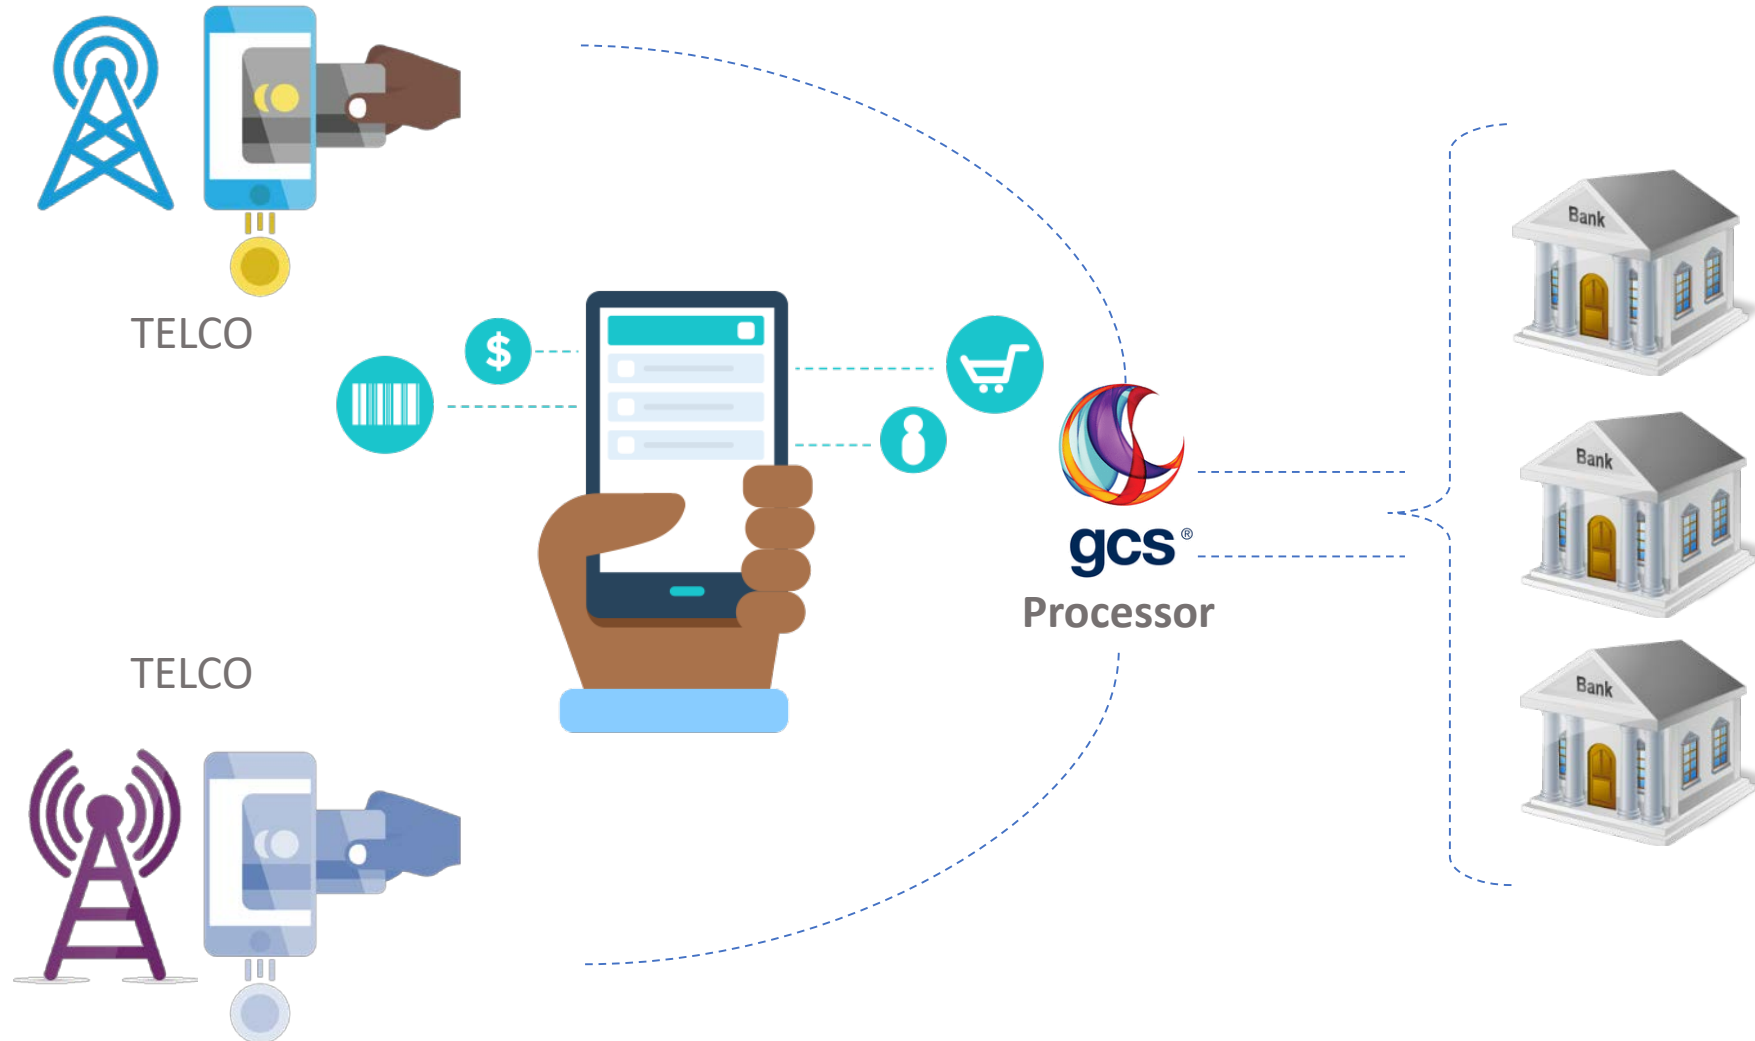 TELCO
$
gcs®
Processor
TELCO
Bank
Bank
Bank